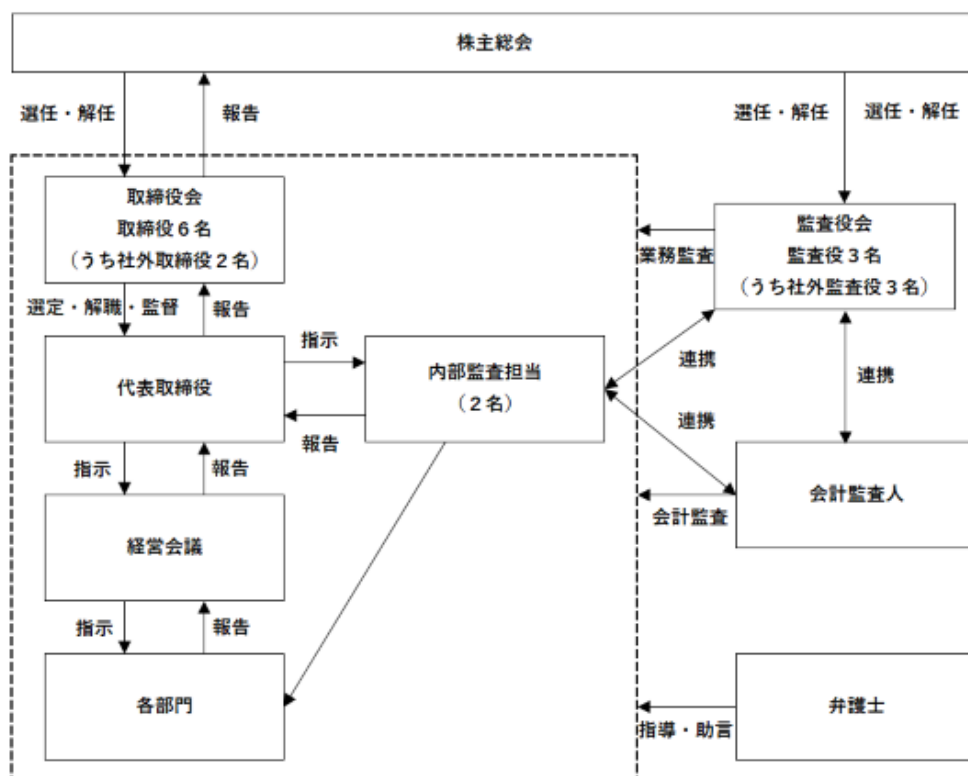 株主総会
選任・解任
報告
選任・解任
選任・解任
取締役会
取締役6名
（うち社外取締役2名）
監査役会
監査役3名
（うち社外監査役3名）
業務監査
選定・解職・監督
報告
指示
代表取締役
内部監査担当
（2名）
連携
連携
連携
報告
指示
報告
会計監査人
会計監査
経営会議
指示
報告
各部門
弁護士
指導・助言